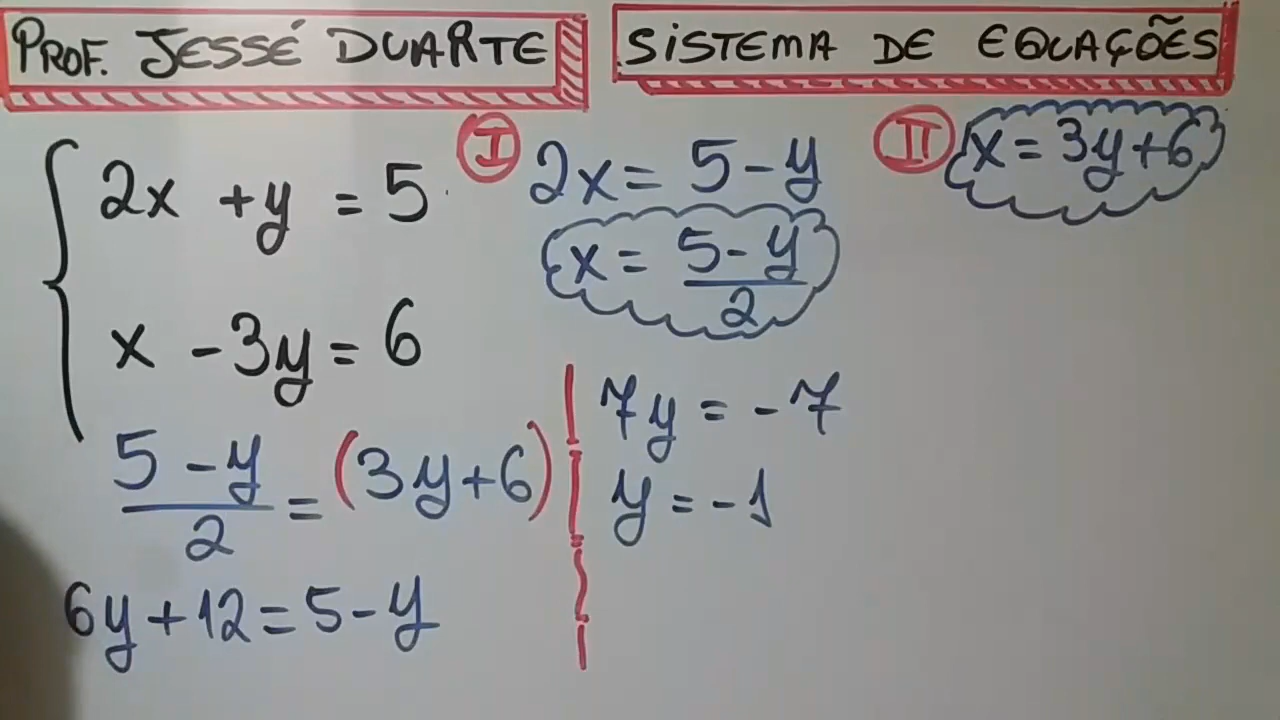 PROF. JESSÉ DUARTE
SISTEMA DE EQUAÇÕES
2x + y = 5
x - 3y = 6
I
2x = 5 - y
x = 5 - y
2
II
x = 3y + 6
5 - y
2
= (3y + 6)
6y + 12 = 5 - y
7y = -7
y = -1